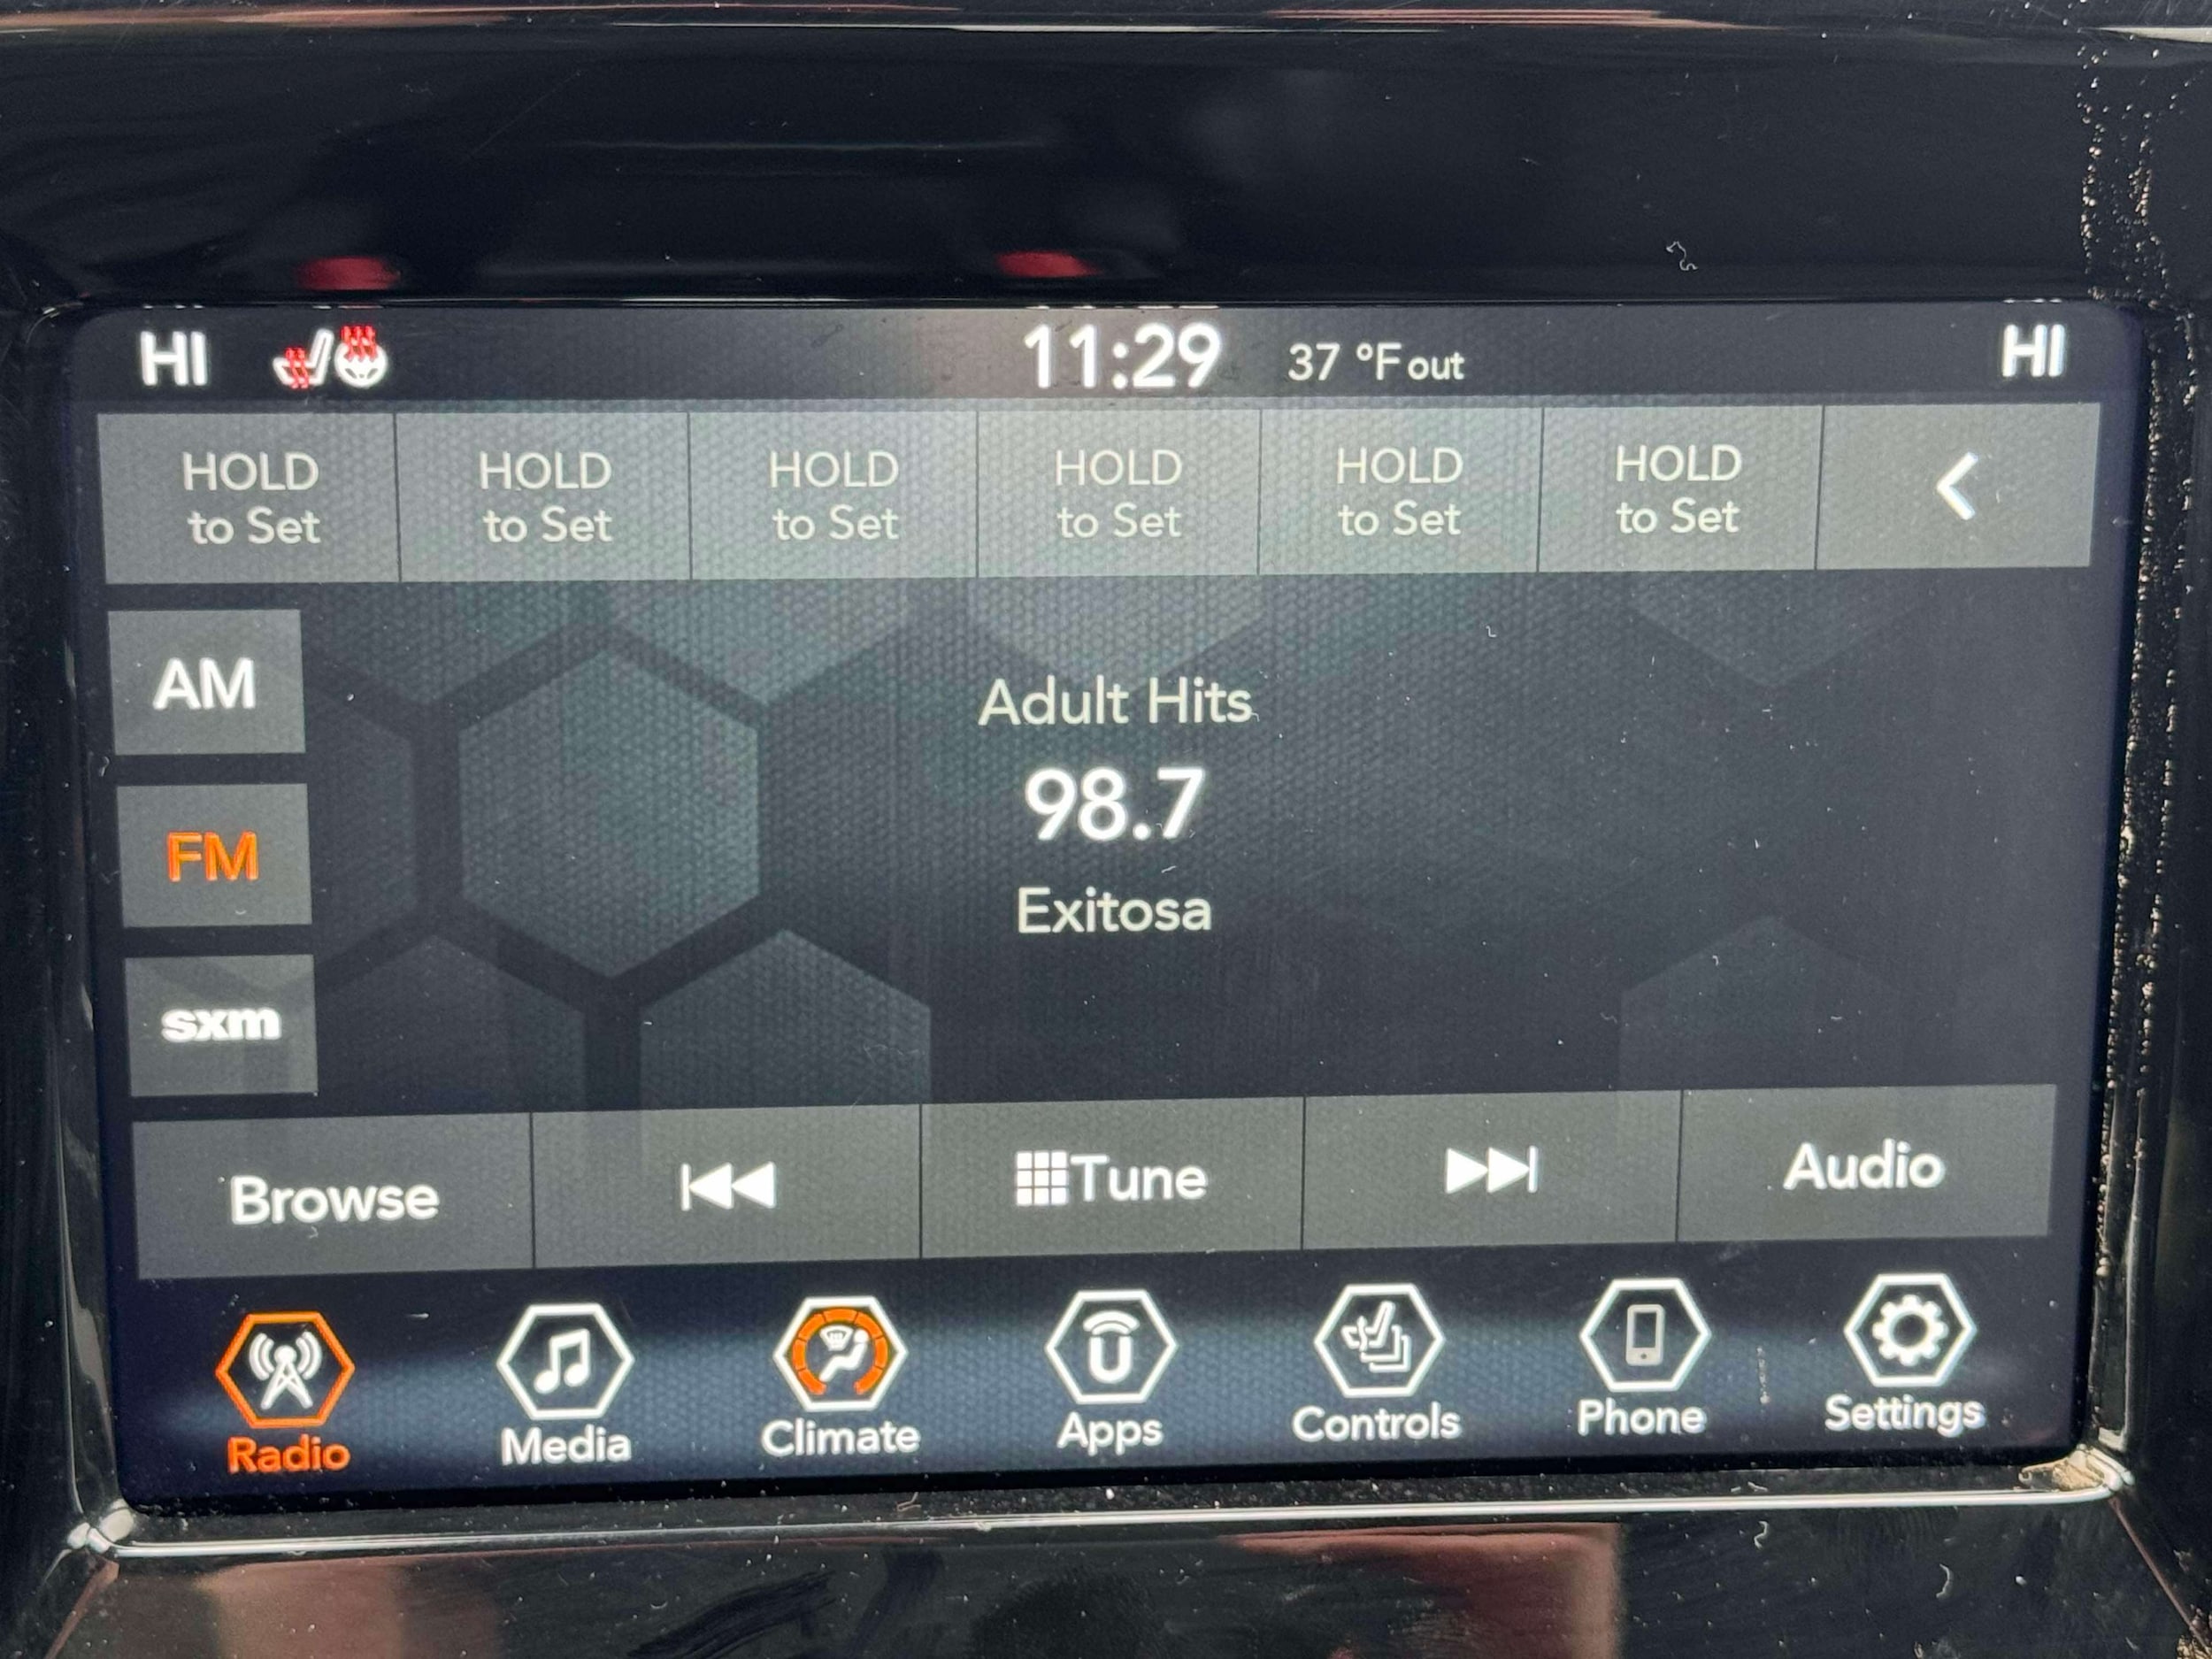 HI 11:29 37 °F out HI
HOLD to Set
HOLD to Set
HOLD to Set
HOLD to Set
HOLD to Set
HOLD to Set
AM
FM
sxm
Adult Hits
98.7
Exitosa
Browse Tune Audio
Radio Media Climate Apps Controls Phone Settings